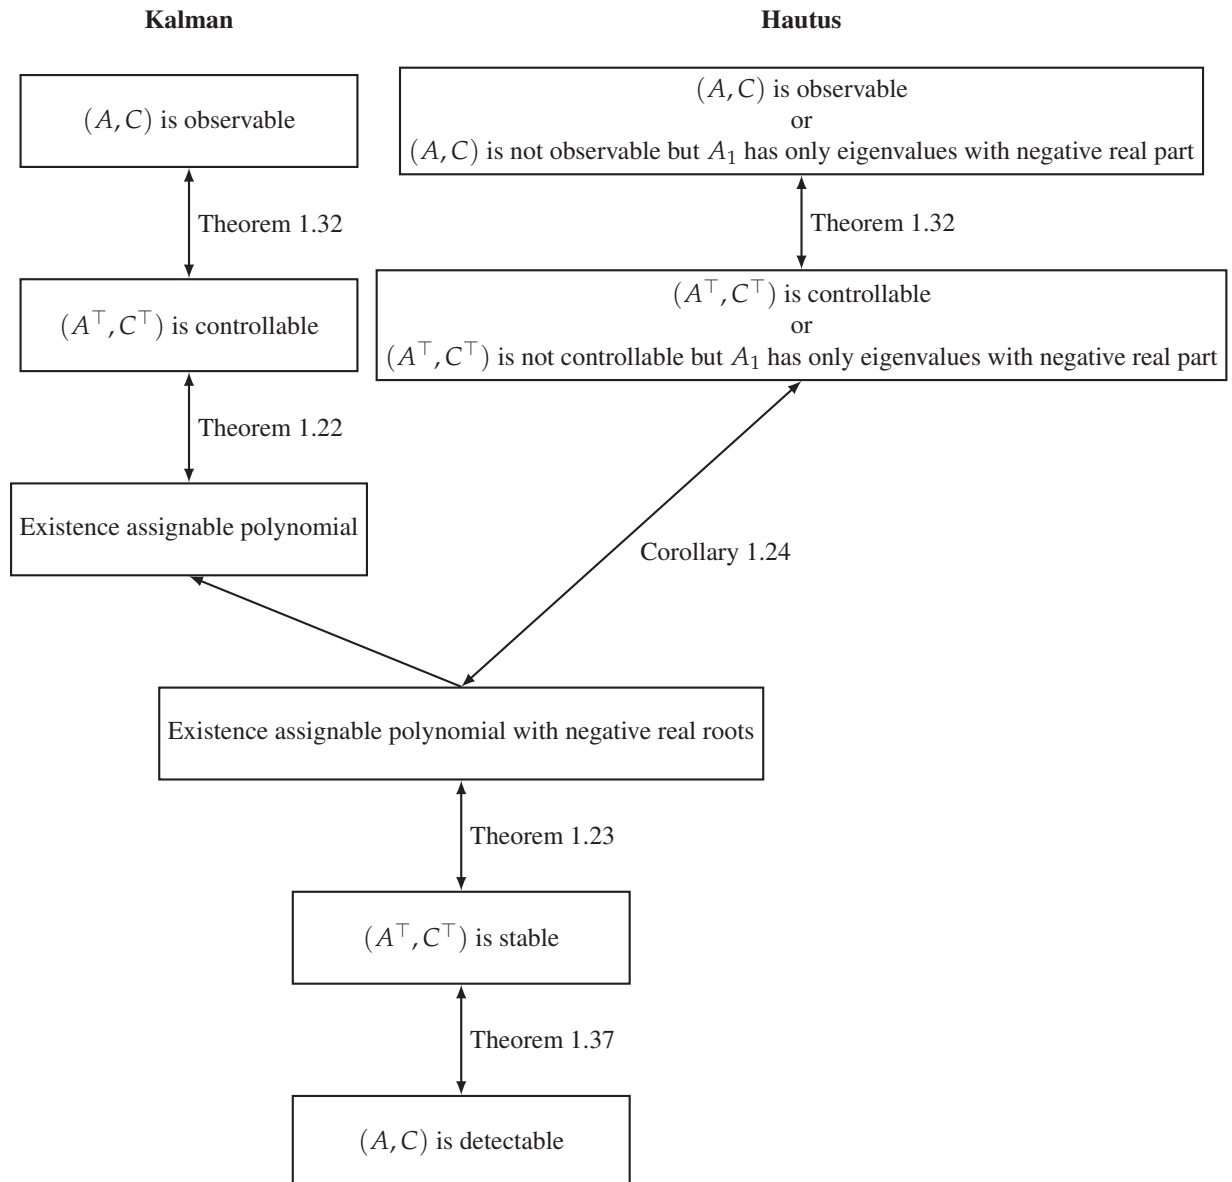 Kalman
Hautus
(A, C) is observable
(A, C) is observable
or
(A, C) is not observable but A₁ has only eigenvalues with negative real part
Theorem 1.32
Theorem 1.32
(A⊤, C⊤) is controllable
(A⊤, C⊤) is controllable
or
(A⊤, C⊤) is not controllable but A₁ has only eigenvalues with negative real part
Theorem 1.22
Existence assignable polynomial
Corollary 1.24
Existence assignable polynomial with negative real roots
Theorem 1.23
(A⊤, C⊤) is stable
Theorem 1.37
(A, C) is detectable